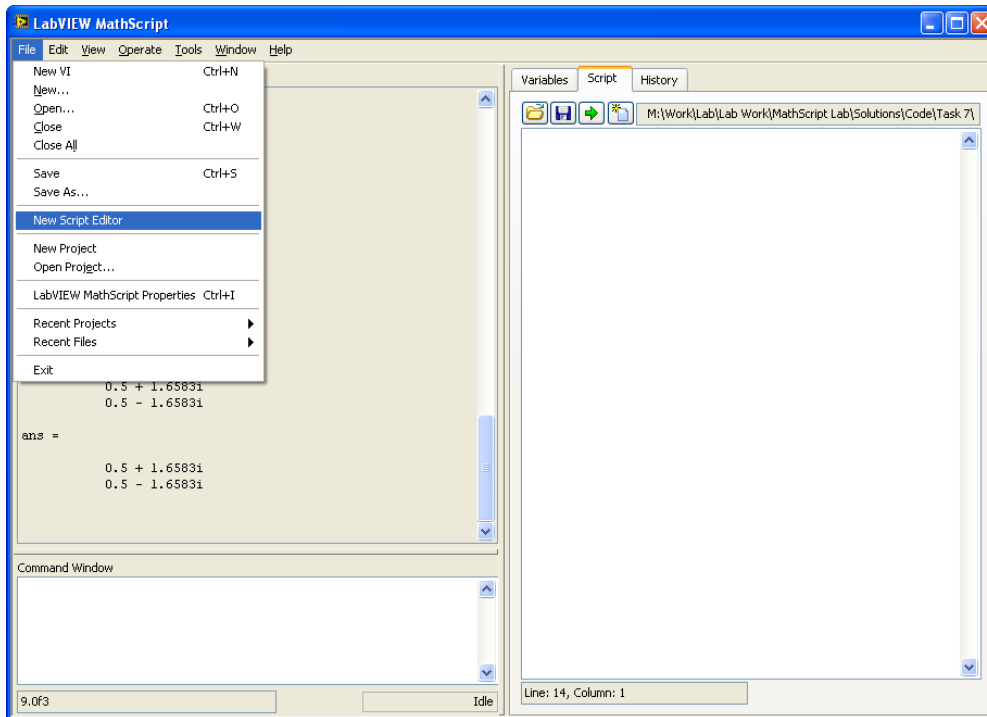 LabVIEW MathScript
File Edit View Operate Tools Window Help
New VI Ctrl+N
New...
Open... Ctrl+O
Close Ctrl+W
Close All
Save Ctrl+S
Save As...
New Script Editor
New Project
Open Project...
LabVIEW MathScript Properties Ctrl+I
Recent Projects
Recent Files
Exit
0.5 + 1.6583i
0.5 - 1.6583i
ans =
0.5 + 1.6583i
0.5 - 1.6583i
Command Window
9.0f3 Idle
Variables Script History
M:\Work\Lab\Lab Work\MathScript Lab\Solutions\Code\Task 7\
Line: 14, Column: 1